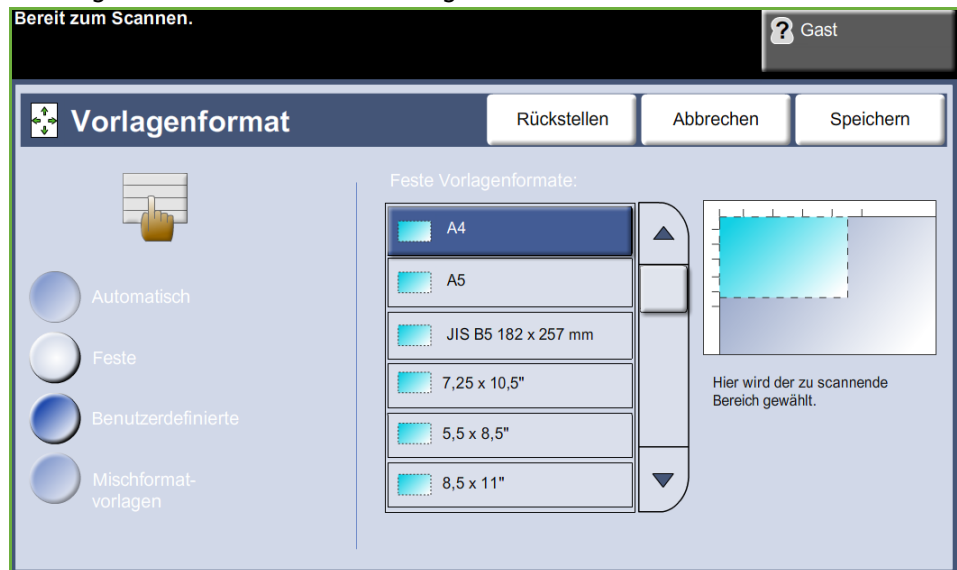 Bereit zum Scannen.
? Gast
Vorlagenformat
Rückstellen
Abbrechen
Speichern
Feste Vorlagenformate:
Automatisch
Feste
Benutzerdefinierte
Mischformat-
vorlagen
A4
A5
JIS B5 182 x 257 mm
7,25 x 10,5"
5,5 x 8,5"
8,5 x 11"
Hier wird der zu scannende
Bereich gewählt.